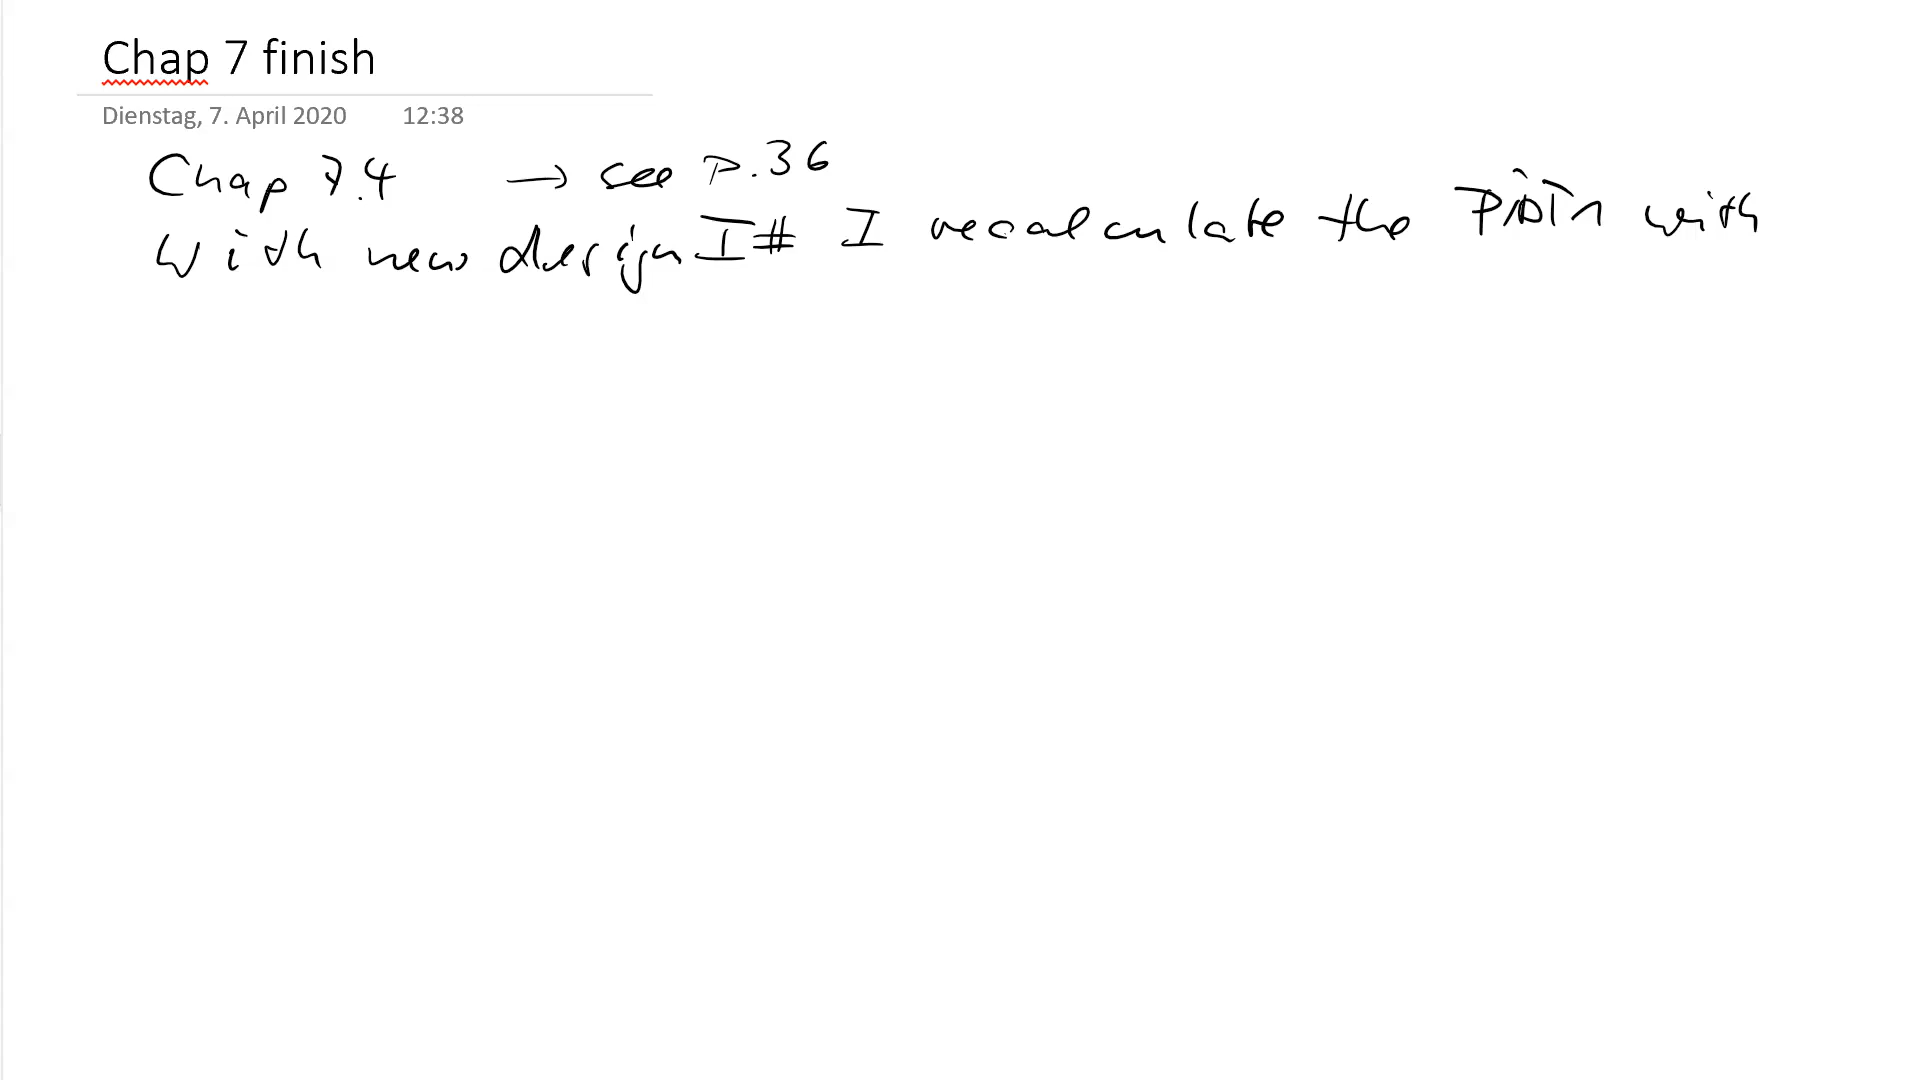 Chap 7 finish
Dienstag, 7. April 2020 12:38
Chap 7.4 → see p. 36
With new design I# I recalculate the with